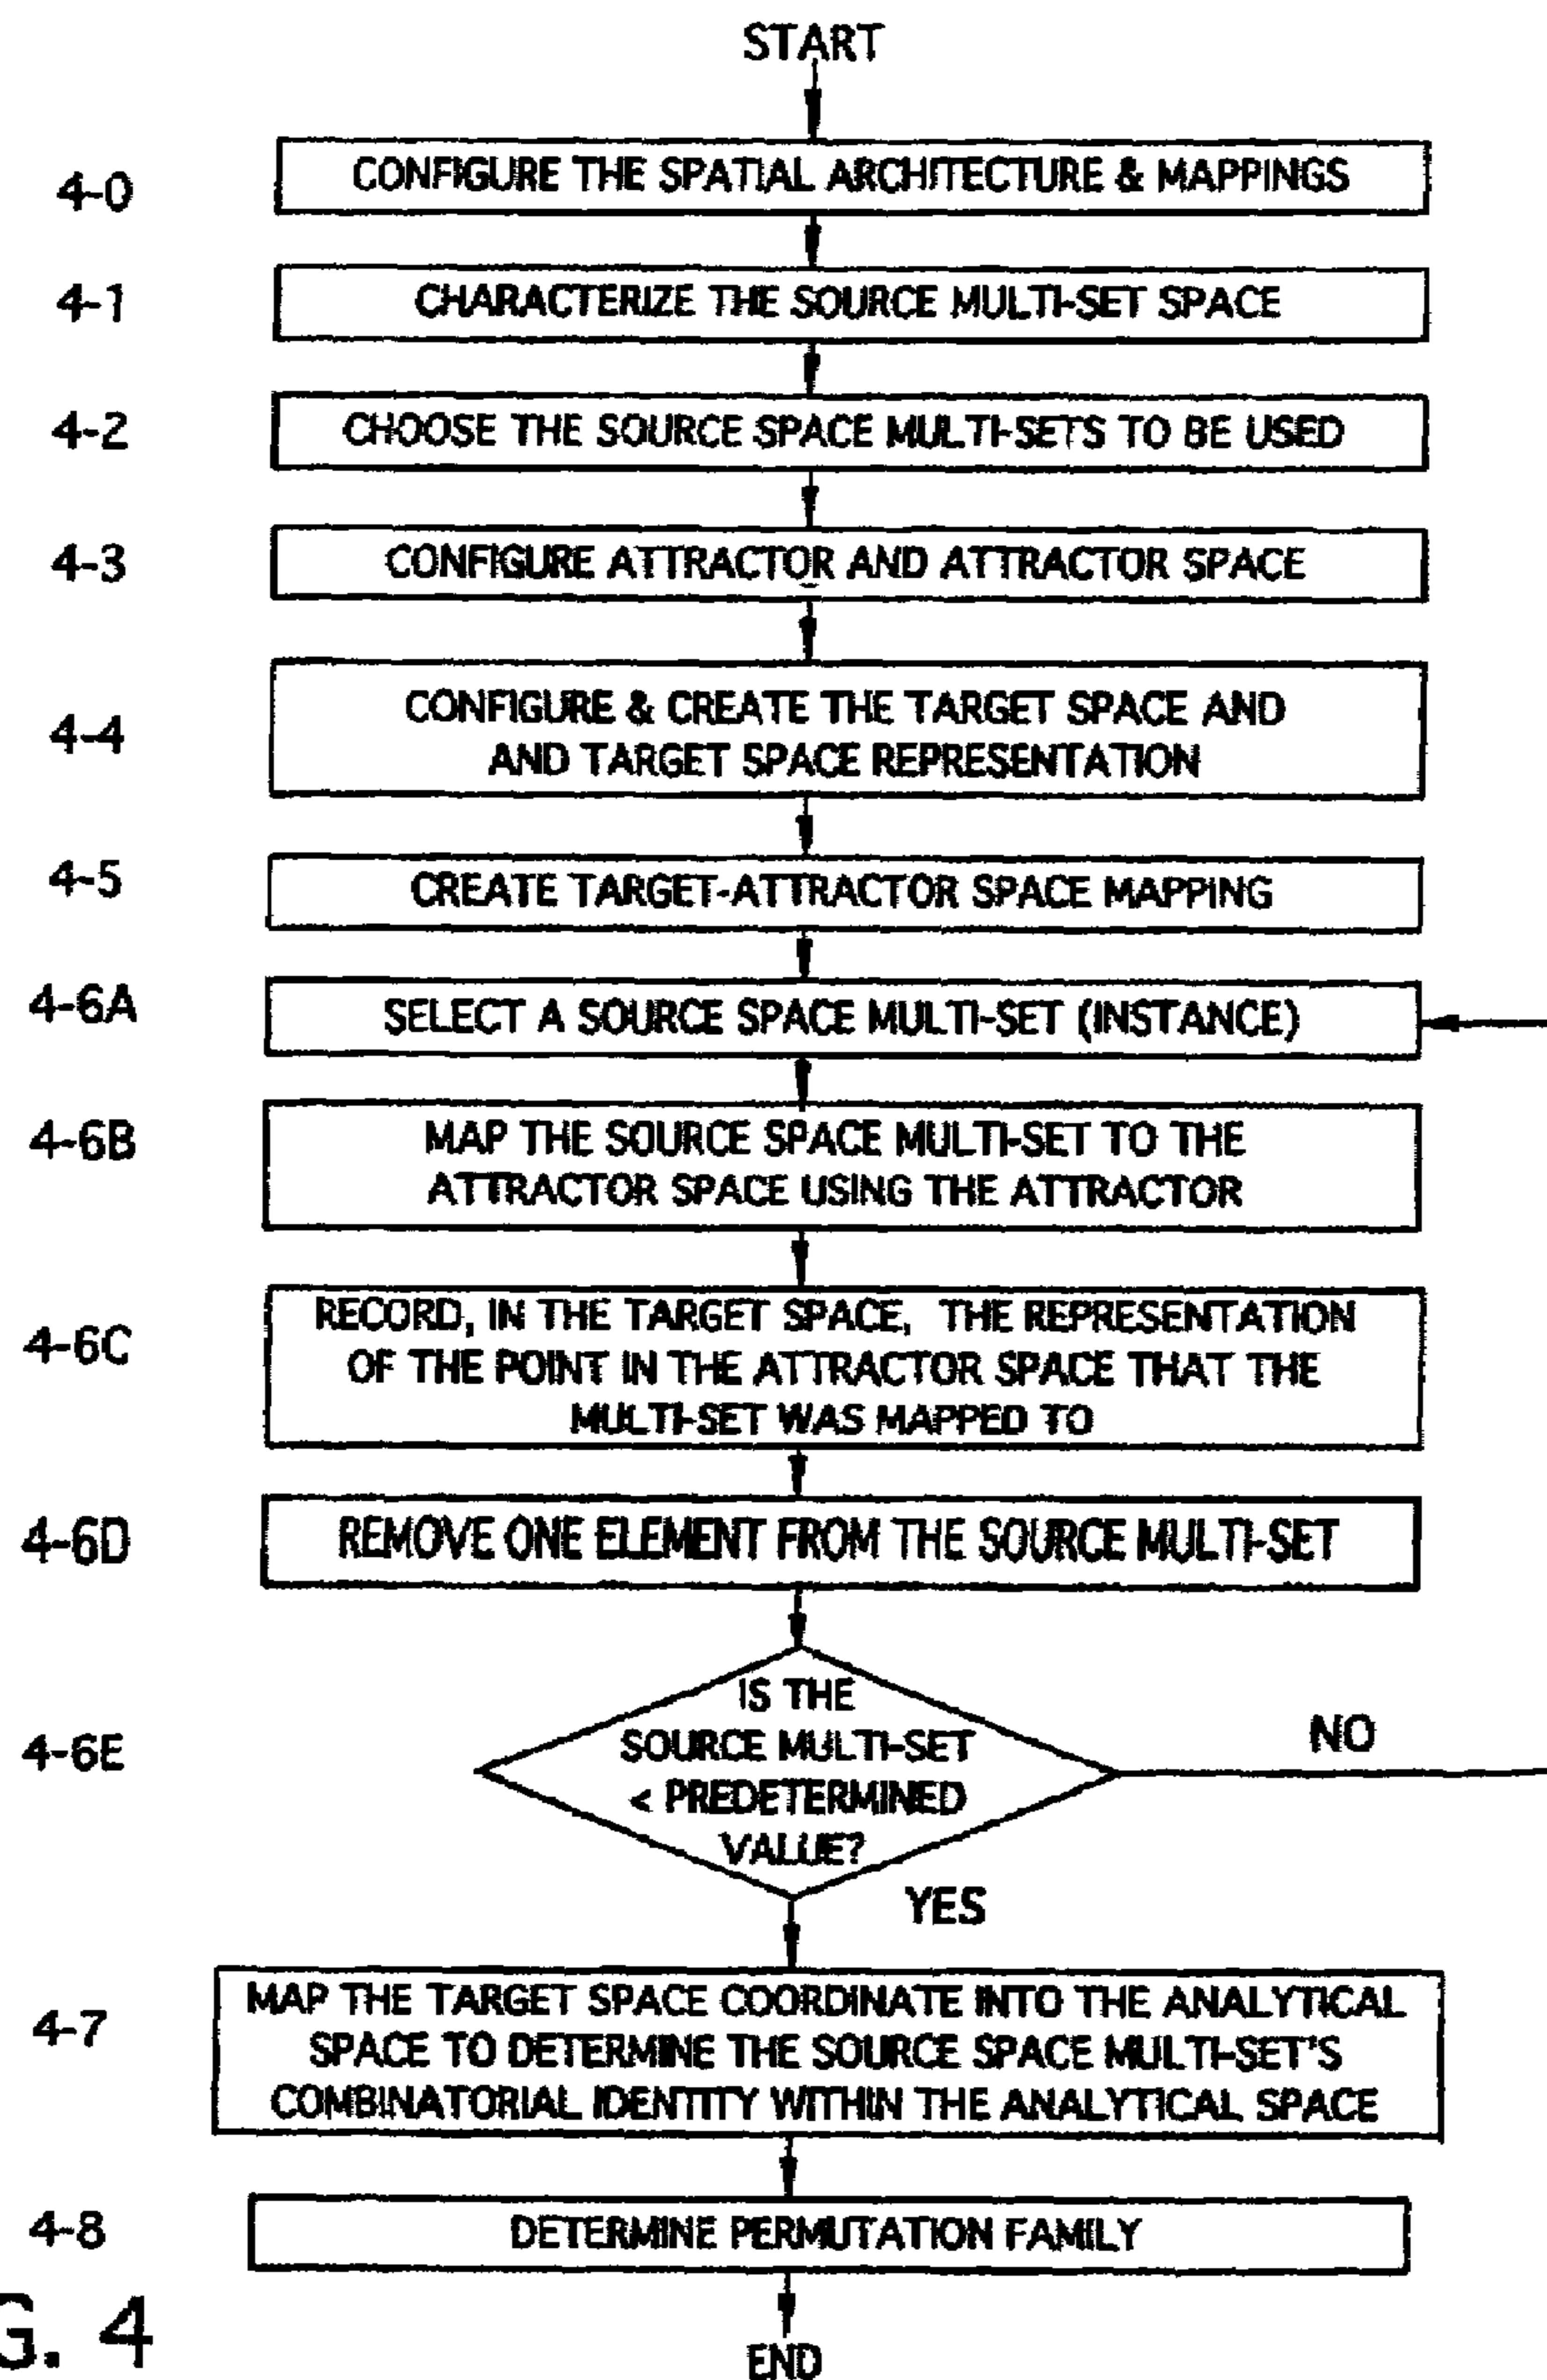 START
4-0
CONFIGURE THE SPATIAL ARCHITECTURE & MAPPINGS
4-1
CHARACTERIZE THE SOURCE MULTI-SET SPACE
4-2
CHOOSE THE SOURCE SPACE MULTI-SETS TO BE USED
4-3
CONFIGURE ATTRACTOR AND ATTRACTOR SPACE
4-4
CONFIGURE & CREATE THE TARGET SPACE AND
AND TARGET SPACE REPRESENTATION
4-5
CREATE TARGET-ATTRACTOR SPACE MAPPING
4-6A
SELECT A SOURCE SPACE MULTI-SET (INSTANCE)
4-6B
MAP THE SOURCE SPACE MULTI-SET TO THE
ATTRACTOR SPACE USING THE ATTRACTOR
4-6C
RECORD, IN THE TARGET SPACE, THE REPRESENTATION
OF THE POINT IN THE ATTRACTOR SPACE THAT THE
MULTI-SET WAS MAPPED TO
4-6D
REMOVE ONE ELEMENT FROM THE SOURCE MULTI-SET
4-6E
IS THE
SOURCE MULTI-SET
< PREDETERMINED
VALUE?
NO
YES
4-7
MAP THE TARGET SPACE COORDINATE INTO THE ANALYTICAL
SPACE TO DETERMINE THE SOURCE SPACE MULTI-SET'S
COMBINATORIAL IDENTITY WITHIN THE ANALYTICAL SPACE
4-8
DETERMINE PERMUTATION FAMILY
G. 4
END